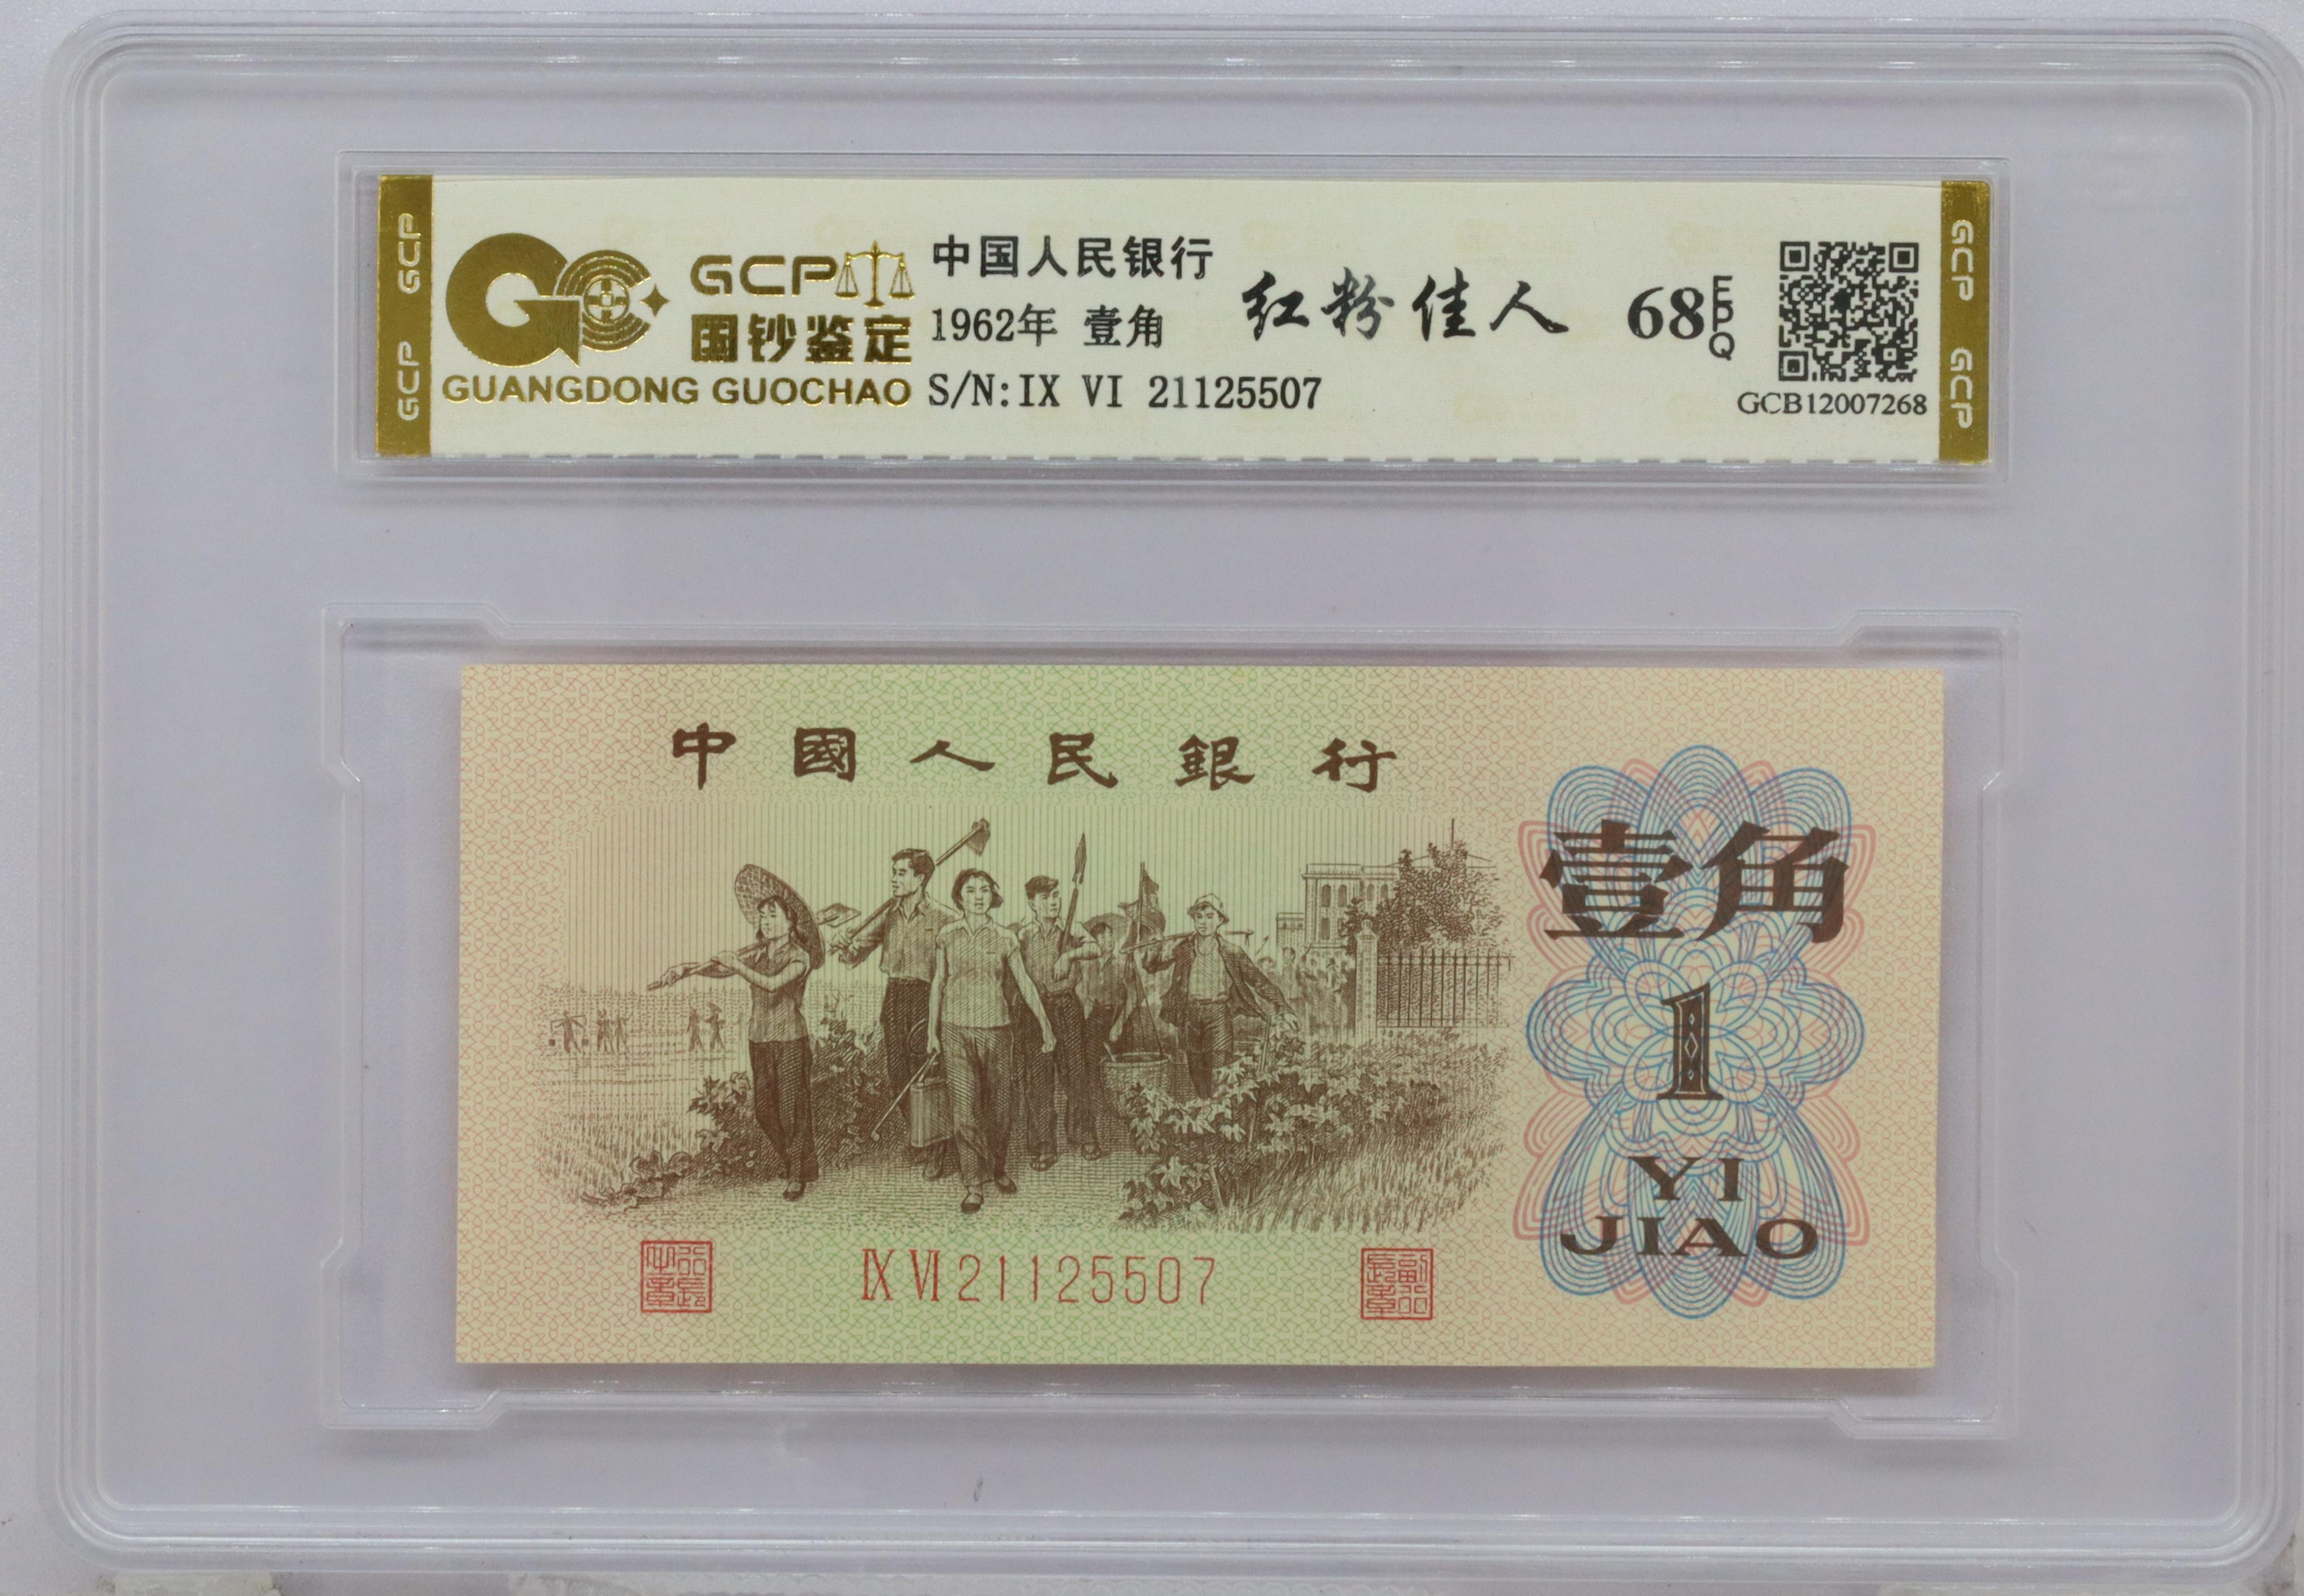 GCP
GCP
GCP
国钞鉴定
GUANGDONG GUOCHAO
中国人民银行
1962年 壹角
S/N:IX VI 21125507
红粉佳人
68 EPQ
GCB12007268
GCP
GCP
中國人民銀行
壹角
1
YI
JIAO
IX VI 21125507